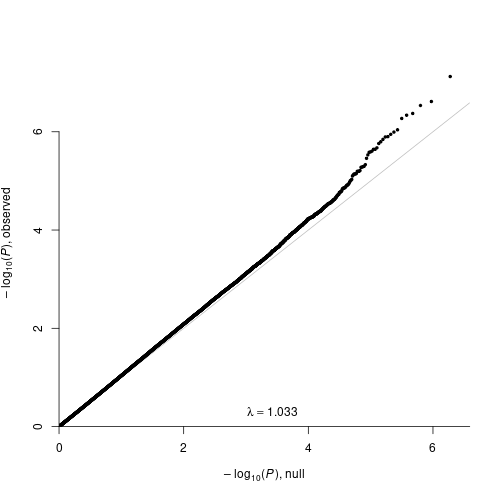 6
4
2
0
− log10(P), observed
λ = 1.033
0 2 4 6
− log10(P), null